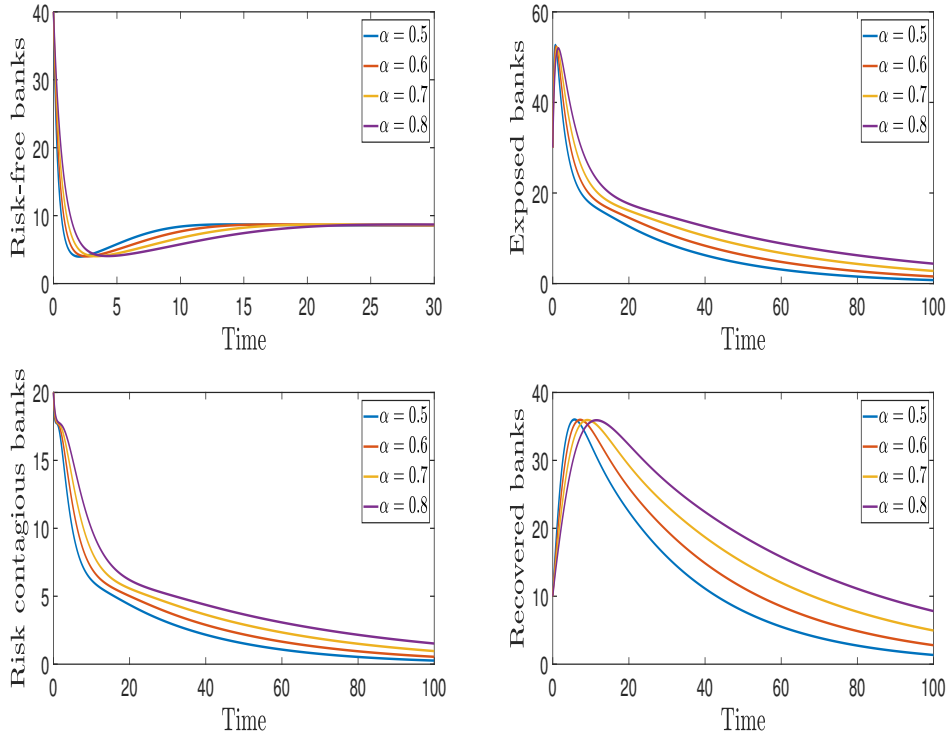 Risk-free banks
40
30
20
10
0
0 5 10 15 20 25 30
Time
α = 0.5
α = 0.6
α = 0.7
α = 0.8
Exposed banks
60
40
20
0
0 20 40 60 80 100
Time
α = 0.5
α = 0.6
α = 0.7
α = 0.8
Risk contagious banks
20
15
10
5
0
0 20 40 60 80 100
Time
α = 0.5
α = 0.6
α = 0.7
α = 0.8
Recovered banks
40
30
20
10
0
0 20 40 60 80 100
Time
α = 0.5
α = 0.6
α = 0.7
α = 0.8